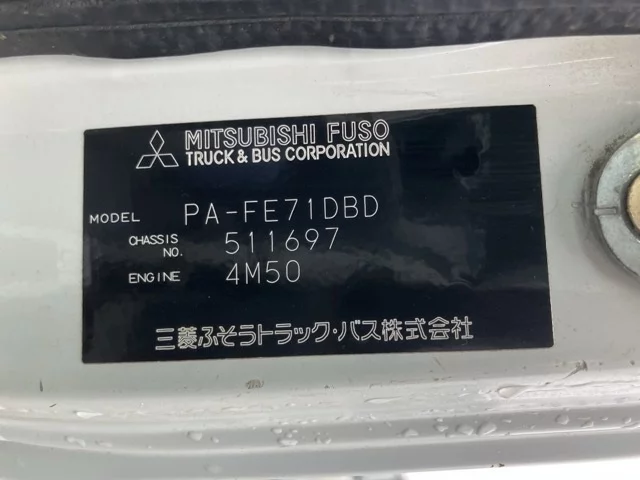 MITSUBISHI FUSO
TRUCK & BUS CORPORATION
MODEL PA-FE71DBD
CHASSIS NO. 511697
ENGINE 4M50
三菱ふそうトラック・バス株式会社